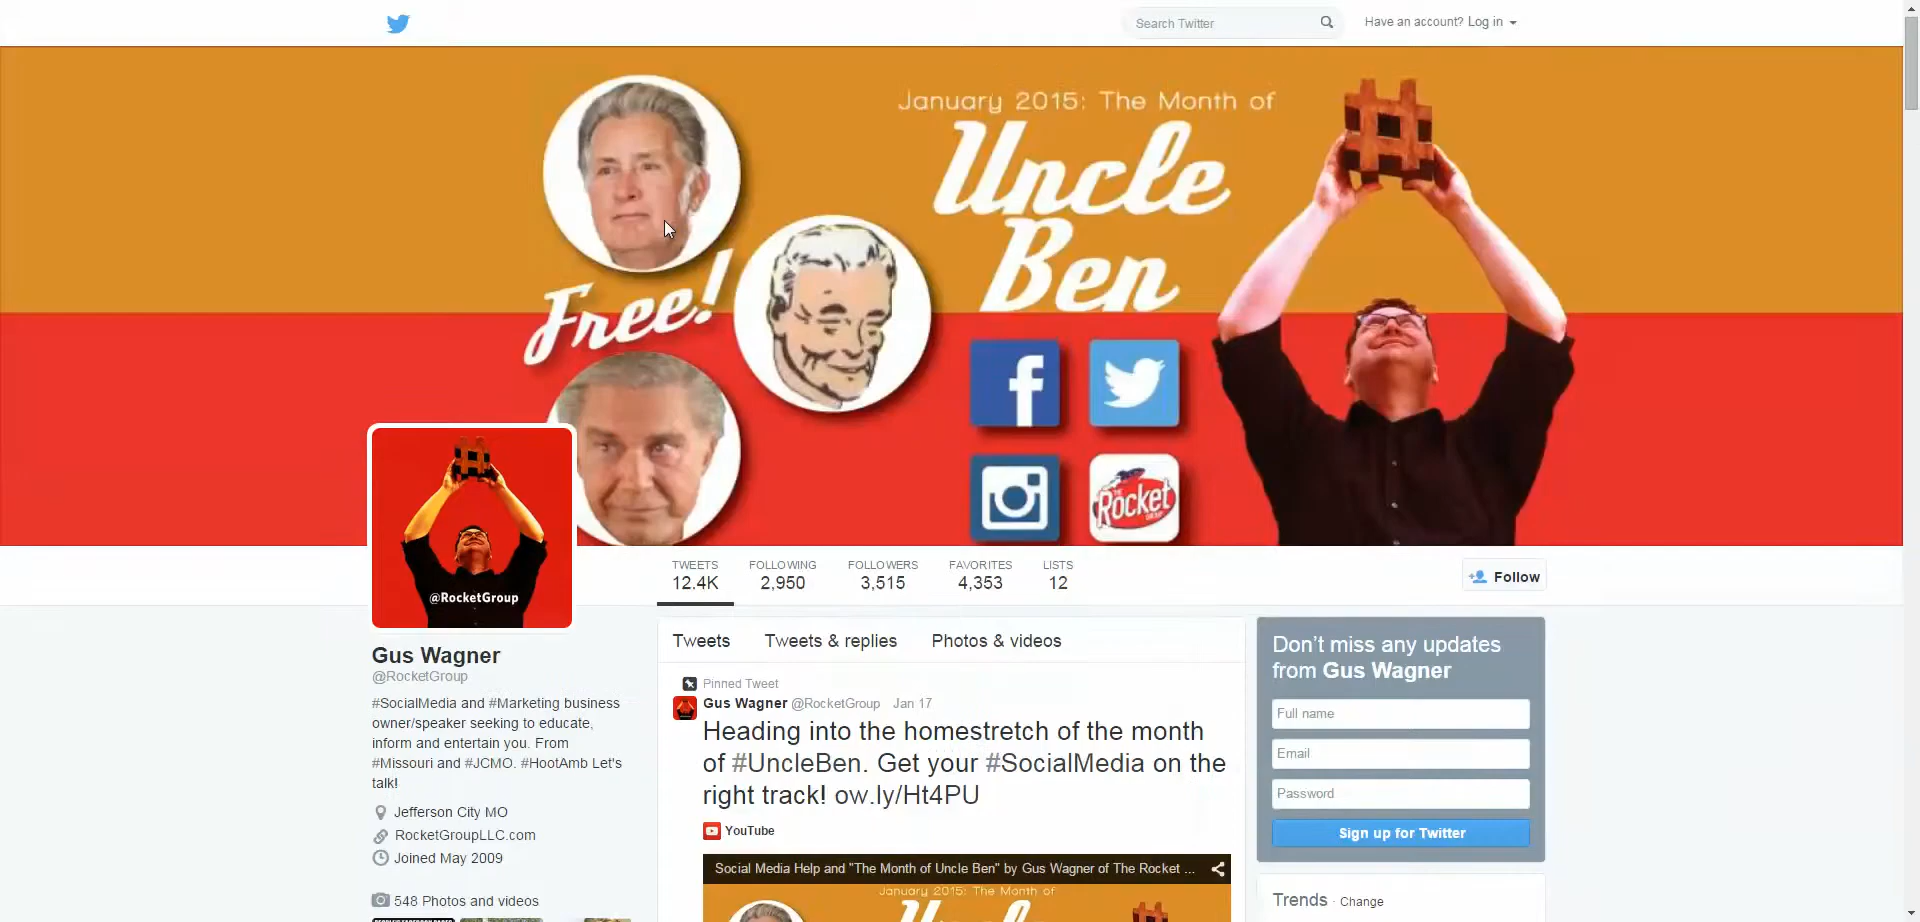 Search Twitter
Have an account? Log in
January 2015: The Month of
Uncle
Ben
Free!
THE
Rocket
GROUP
@RocketGroup
TWEETS
12.4K
FOLLOWING
2,950
FOLLOWERS
3,515
FAVORITES
4,353
LISTS
12
Follow
Gus Wagner
@RocketGroup
#SocialMedia and #Marketing business
owner/speaker seeking to educate,
inform and entertain you. From
#Missouri and #JCMO. #HootAmb Let's
talk!
Jefferson City MO
RocketGroupLLC.com
Joined May 2009
548 Photos and videos
Tweets
Tweets & replies
Photos & videos
Pinned Tweet
Gus Wagner @RocketGroup Jan 17
Heading into the homestretch of the month
of #UncleBen. Get your #SocialMedia on the
right track! ow.ly/Ht4PU
YouTube
Social Media Help and "The Month of Uncle Ben" by Gus Wagner of The Rocket ...
January 2015: The Month of
Don't miss any updates
from Gus Wagner
Full name
Email
Password
Sign up for Twitter
Trends · Change